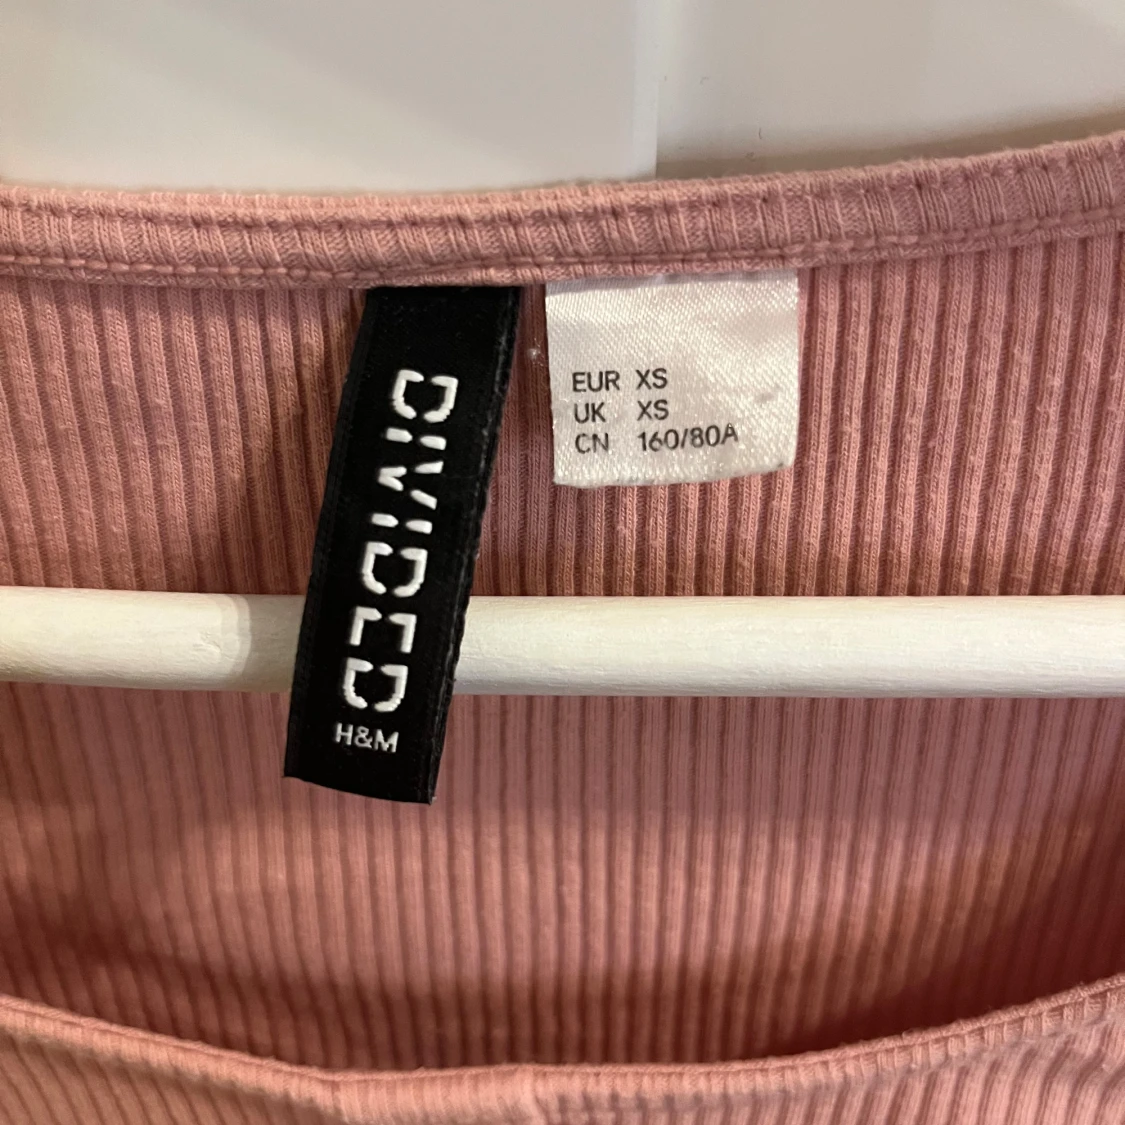 DIVIDED
H&M
EUR XS
UK XS
CN 160/80A